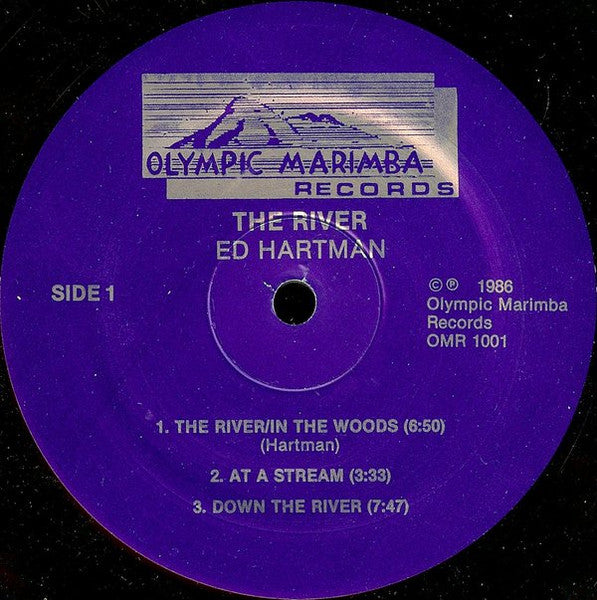 OLYMPIC MARIMBA
RECORDS
THE RIVER
ED HARTMAN
SIDE 1
© ℗ 1986
Olympic Marimba
Records
OMR 1001
1. THE RIVER/IN THE WOODS (6:50)
(Hartman)
2. AT A STREAM (3:33)
3. DOWN THE RIVER (7:47)